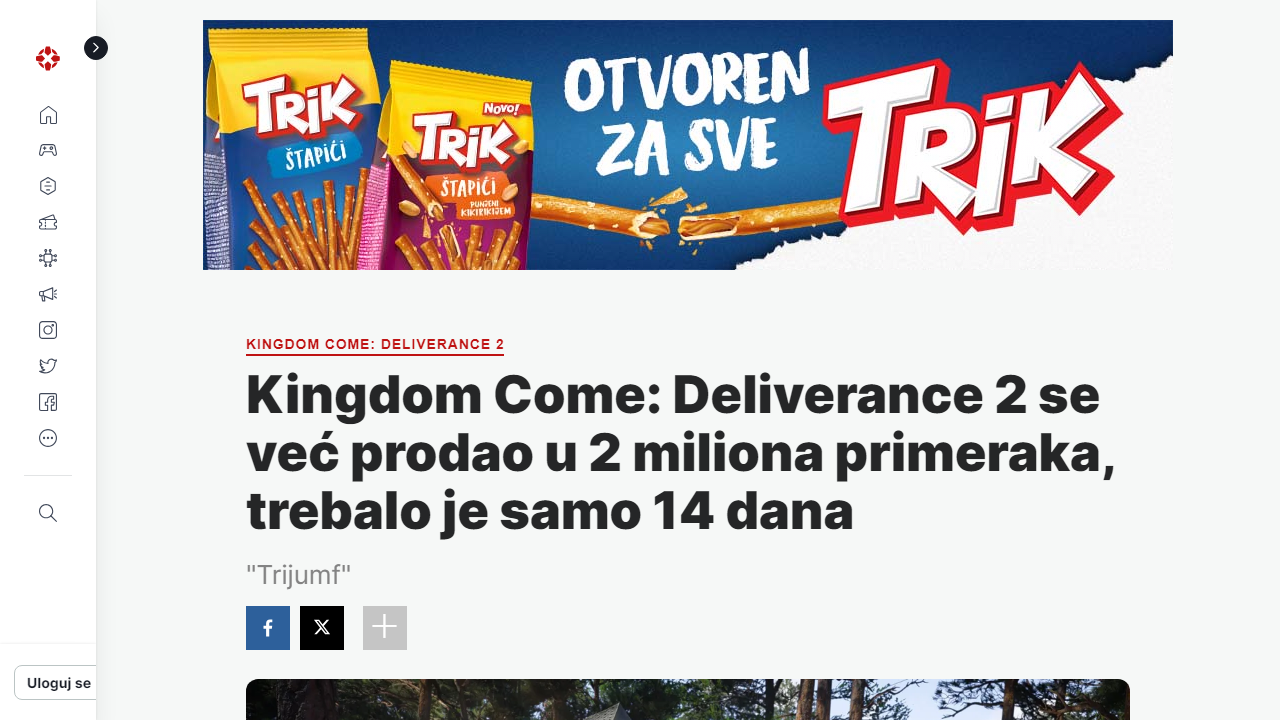 TRIK
ŠTAPIĆI
Novo!
TRIK
ŠTAPIĆI
PUNJENI
KIKIRIKIJEM
OTVOREN
ZA SVE
TRIK
KINGDOM COME: DELIVERANCE 2
Kingdom Come: Deliverance 2 se
već prodao u 2 miliona primeraka,
trebalo je samo 14 dana
"Trijumf"
Uloguj se